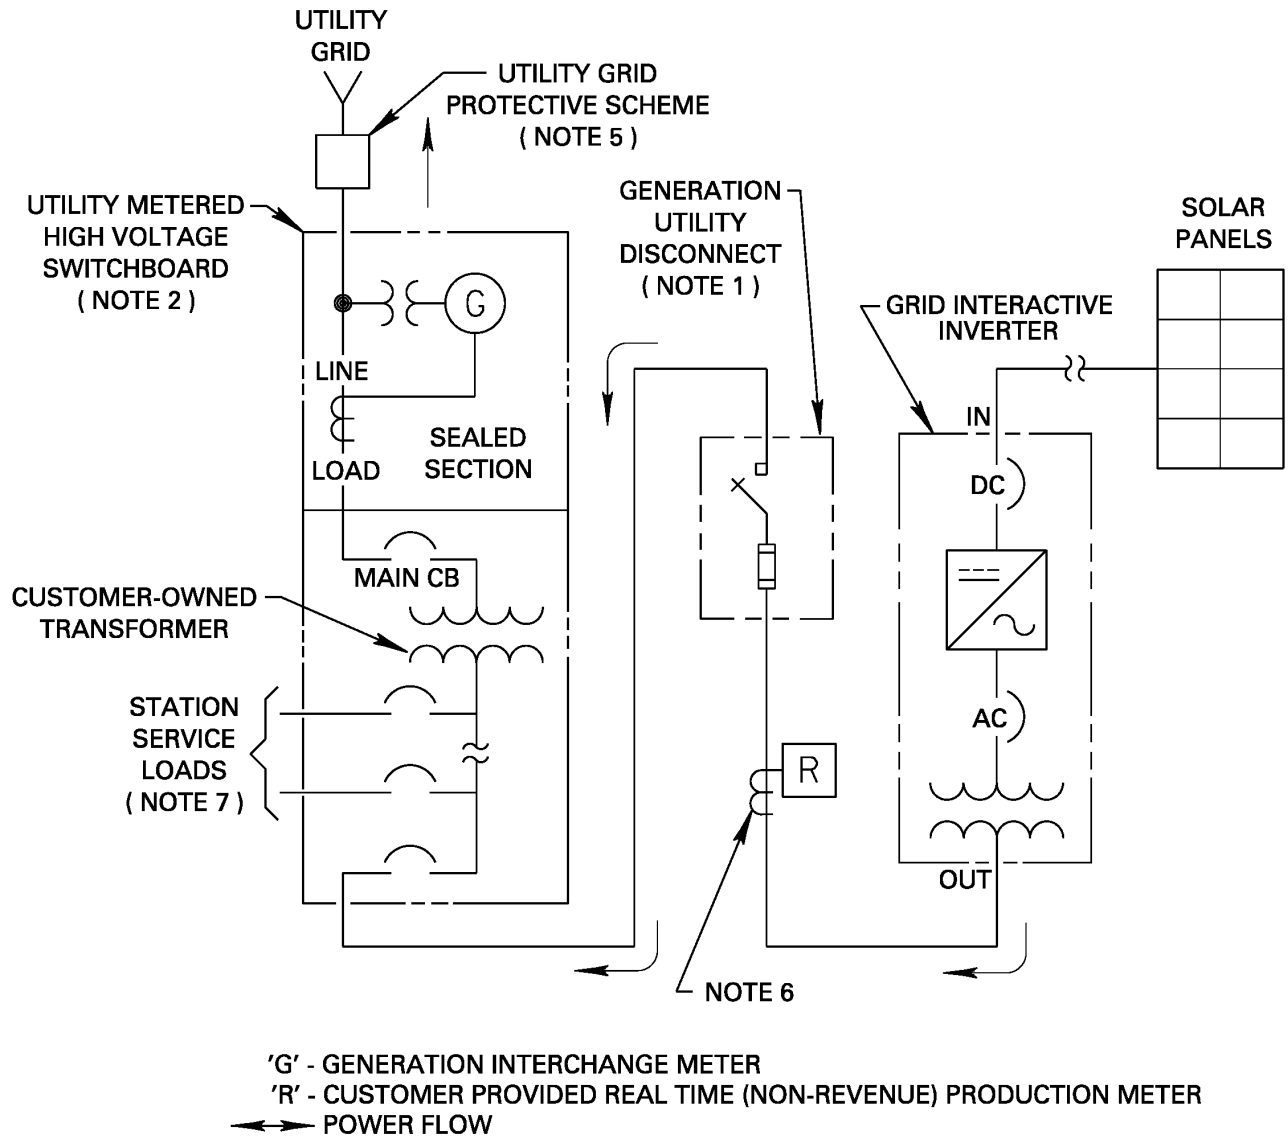 UTILITY
GRID
UTILITY GRID
PROTECTIVE SCHEME
( NOTE 5 )
UTILITY METERED
HIGH VOLTAGE
SWITCHBOARD
( NOTE 2 )
GENERATION
UTILITY
DISCONNECT
( NOTE 1 )
SOLAR
PANELS
GRID INTERACTIVE
INVERTER
G
LINE
LOAD
SEALED
SECTION
IN
DC
MAIN CB
CUSTOMER-OWNED
TRANSFORMER
STATION
SERVICE
LOADS
( NOTE 7 )
R
AC
OUT
NOTE 6
'G' - GENERATION INTERCHANGE METER
'R' - CUSTOMER PROVIDED REAL TIME (NON-REVENUE) PRODUCTION METER
POWER FLOW